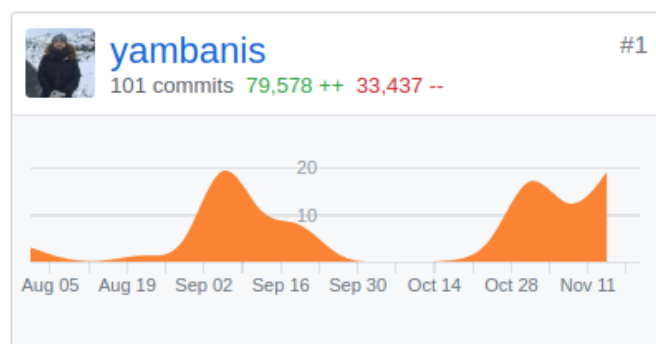 yambanis #1
101 commits 79,578 ++ 33,437 --
20
10
Aug 05 Aug 19 Sep 02 Sep 16 Sep 30 Oct 14 Oct 28 Nov 11